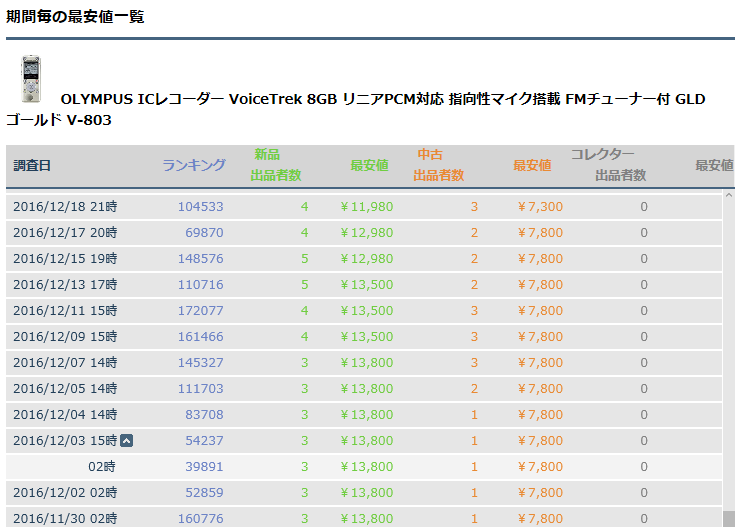 期間毎の最安値一覧
OLYMPUS ICレコーダー VoiceTrek 8GB リニアPCM対応 指向性マイク搭載 FMチューナー付 GLD
ゴールド V-803
調査日 ランキング 新品 出品者数 最安値 中古 出品者数 最安値 コレクター 出品者数 最安値
2016/12/18 21時 104533 4 ￥11,980 3 ￥7,300 0
2016/12/17 20時 69870 4 ￥12,980 2 ￥7,800 0
2016/12/15 19時 148576 5 ￥12,980 2 ￥7,800 0
2016/12/13 17時 110716 5 ￥13,500 2 ￥7,800 0
2016/12/11 15時 172077 4 ￥13,500 3 ￥7,800 0
2016/12/09 15時 161466 4 ￥13,500 3 ￥7,800 0
2016/12/07 14時 145327 3 ￥13,800 3 ￥7,800 0
2016/12/05 14時 111703 3 ￥13,800 2 ￥7,800 0
2016/12/04 14時 83708 3 ￥13,800 1 ￥7,800 0
2016/12/03 15時 54237 3 ￥13,800 1 ￥7,800 0
02時 39891 3 ￥13,800 1 ￥7,800 0
2016/12/02 02時 52859 3 ￥13,800 1 ￥7,800 0
2016/11/30 02時 160776 3 ￥13,800 1 ￥7,800 0